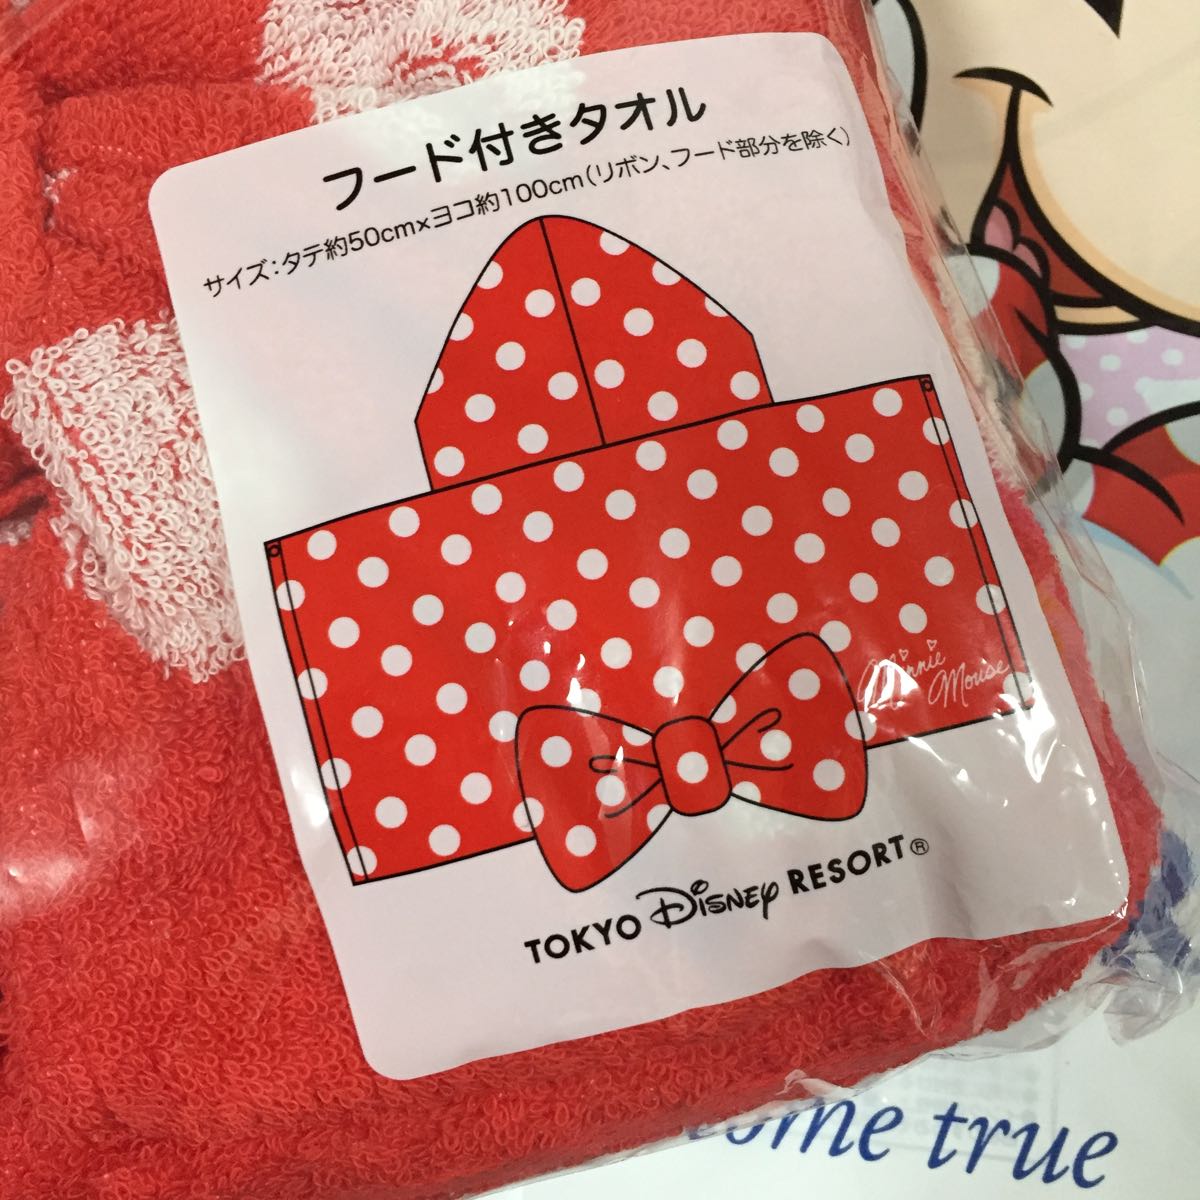 フード付きタオル
サイズ：タテ約50cm×ヨコ約100cm（リボン、フード部分を除く）
Minnie
Mouse
TOKYO Disney RESORT®
come true